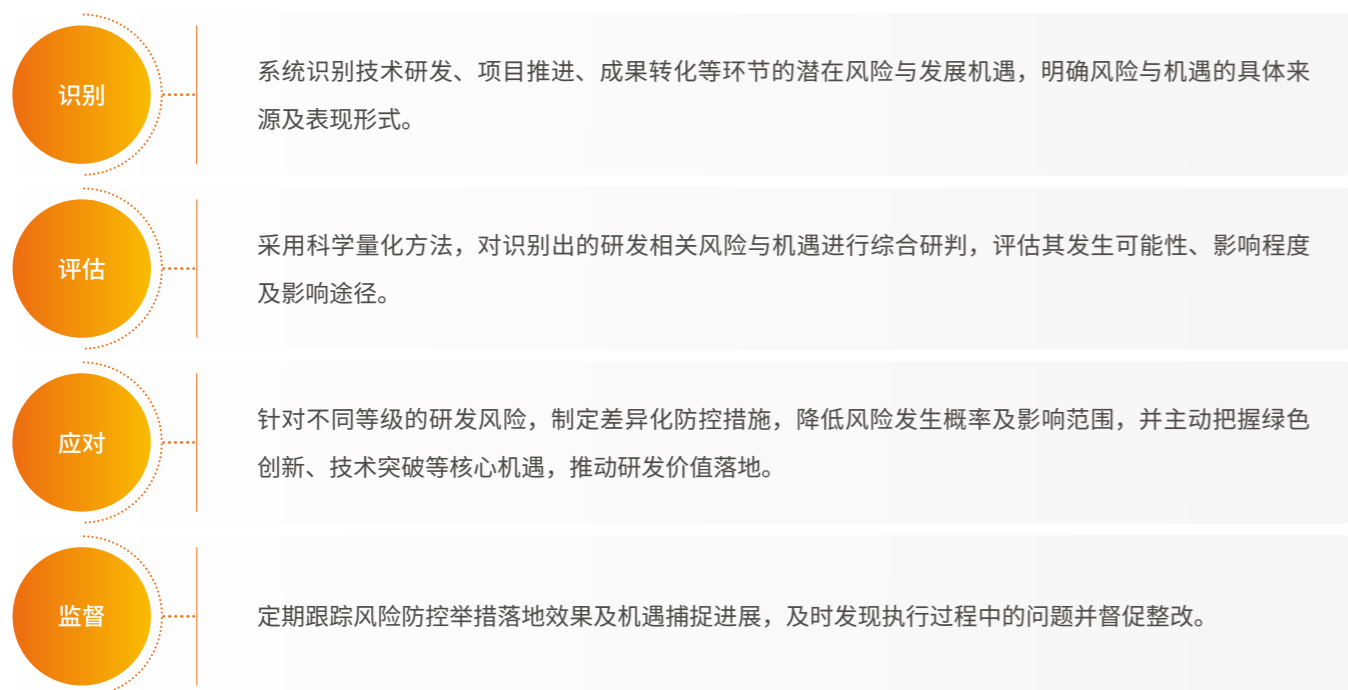 识别
系统识别技术研发、项目推进、成果转化等环节的潜在风险与发展机遇，明确风险与机遇的具体来
源及表现形式。
评估
采用科学量化方法，对识别出的研发相关风险与机遇进行综合研判，评估其发生可能性、影响程度
及影响途径。
应对
针对不同等级的研发风险，制定差异化防控措施，降低风险发生概率及影响范围，并主动把握绿色
创新、技术突破等核心机遇，推动研发价值落地。
监督
定期跟踪风险防控举措落地效果及机遇捕捉进展，及时发现执行过程中的问题并督促整改。